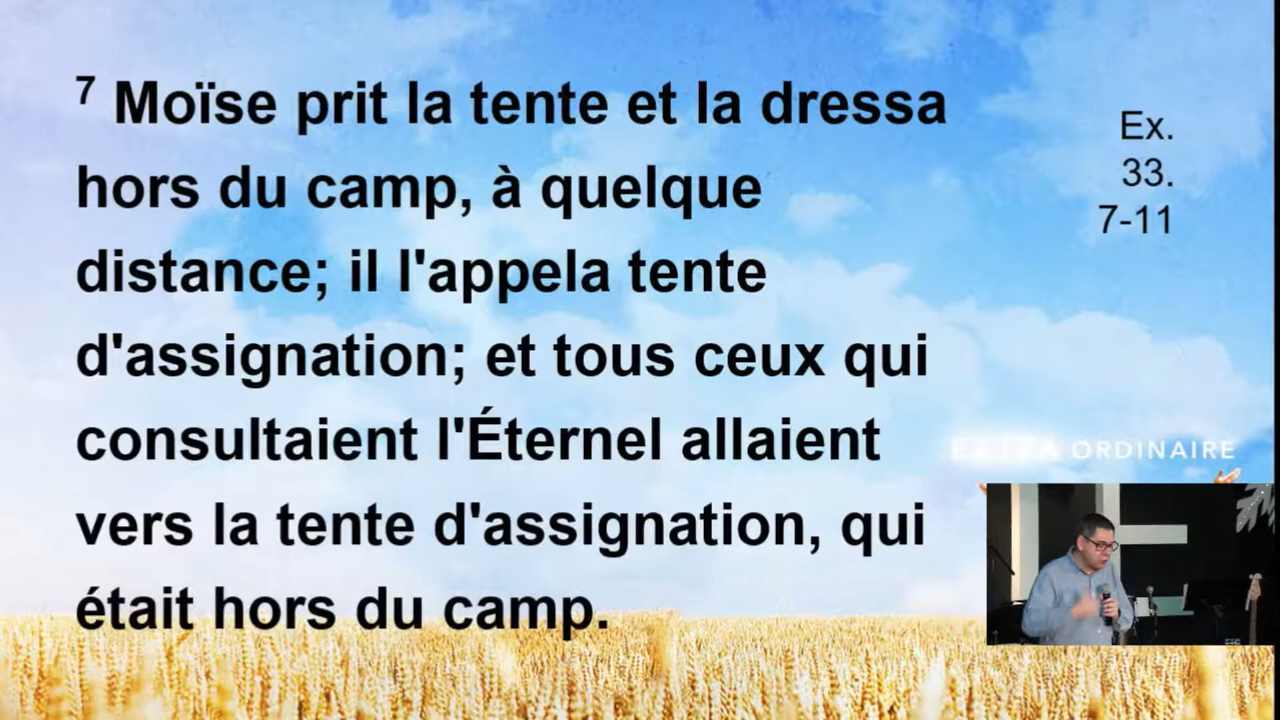 7 Moïse prit la tente et la dressa
hors du camp, à quelque
distance; il l'appela tente
d'assignation; et tous ceux qui
consultaient l'Éternel allaient
vers la tente d'assignation, qui
était hors du camp.
Ex.
33.
7-11
EXTRA ORDINAIRE